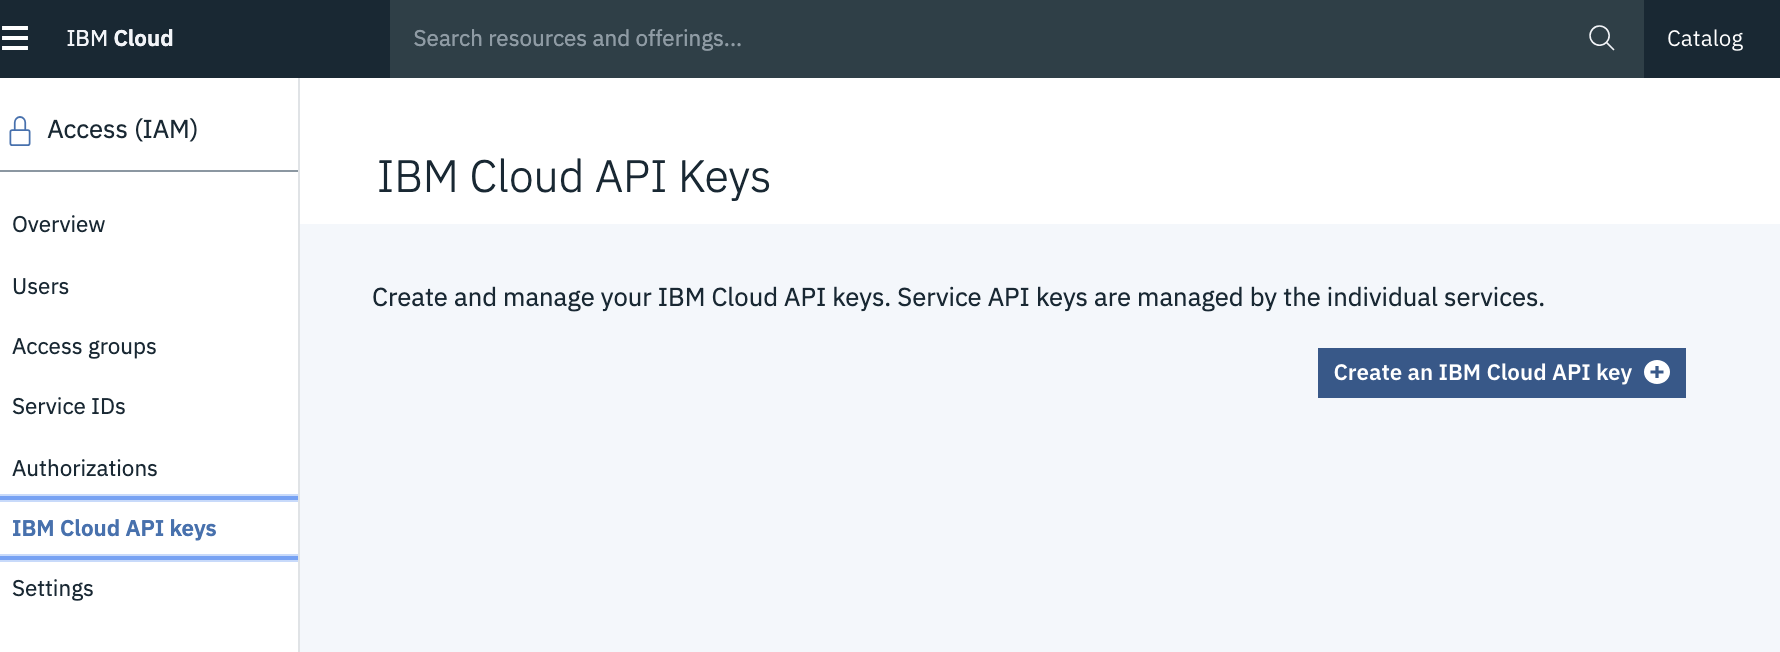 IBM Cloud
Search resources and offerings...
Catalog
Access (IAM)
Overview
Users
Access groups
Service IDs
Authorizations
IBM Cloud API keys
Settings
IBM Cloud API Keys
Create and manage your IBM Cloud API keys. Service API keys are managed by the individual services.
Create an IBM Cloud API key